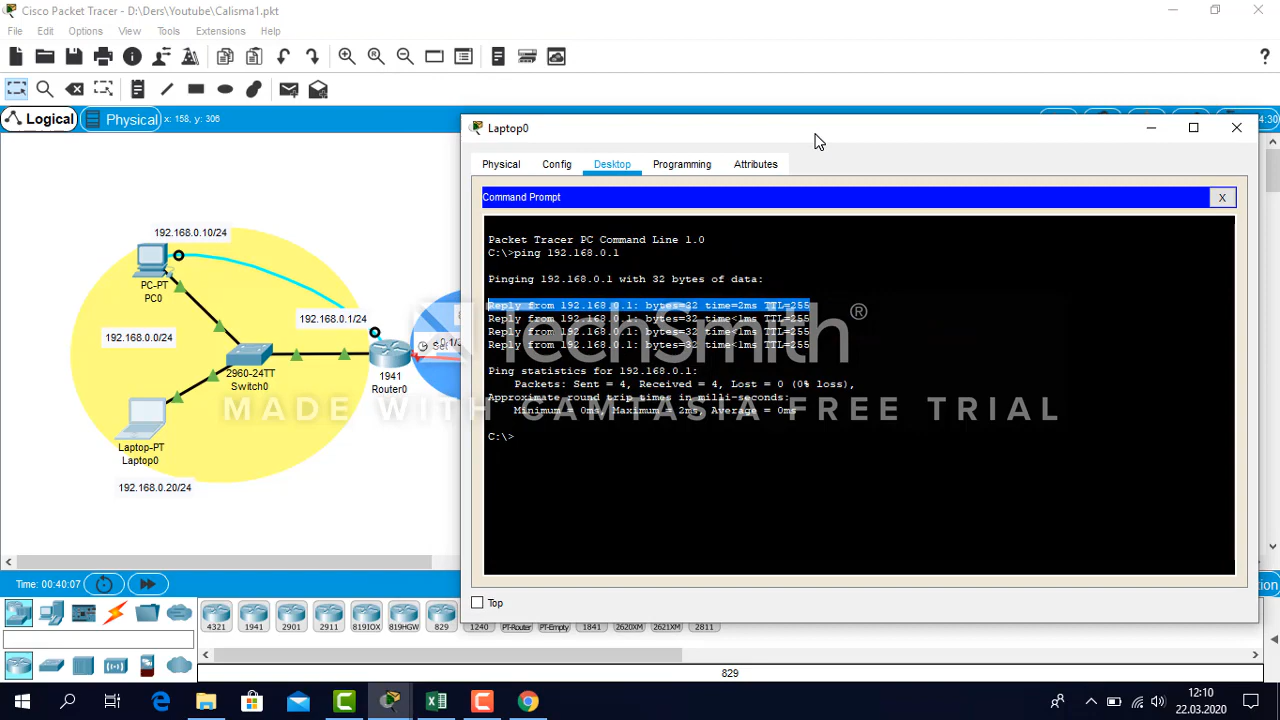 Cisco Packet Tracer - D:\Ders\Youtube\Calisma1.pkt
File Edit Options View Tools Extensions Help
?
Logical Physical x: 158, y: 306
4:30
Laptop0
Physical Config Desktop Programming Attributes
Command Prompt
X
Packet Tracer PC Command Line 1.0
C:\>ping 192.168.0.1
Pinging 192.168.0.1 with 32 bytes of data:
Reply from 192.168.0.1: bytes=32 time=2ms TTL=255
Reply from 192.168.0.1: bytes=32 time<1ms TTL=255
Reply from 192.168.0.1: bytes=32 time<1ms TTL=255
Reply from 192.168.0.1: bytes=32 time<1ms TTL=255
Ping statistics for 192.168.0.1:
Packets: Sent = 4, Received = 4, Lost = 0 (0% loss),
Approximate round trip times in milli-seconds:
Minimum = 0ms, Maximum = 2ms, Average = 0ms
C:\>
Top
192.168.0.10/24
PC-PT
PC0
192.168.0.1/24
192.168.0.0/24
2960-24TT
Switch0
1941
Router0
Laptop-PT
Laptop0
192.168.0.20/24
TechSmith®
MADE WITH CAMTASIA FREE TRIAL
Time: 00:40:07
4321 1941 2901 2911 819IOX 819HGW 829 1240 PT-Router PT-Empty 1841 2620XM 2621XM 2811
829
12:10
22.03.2020